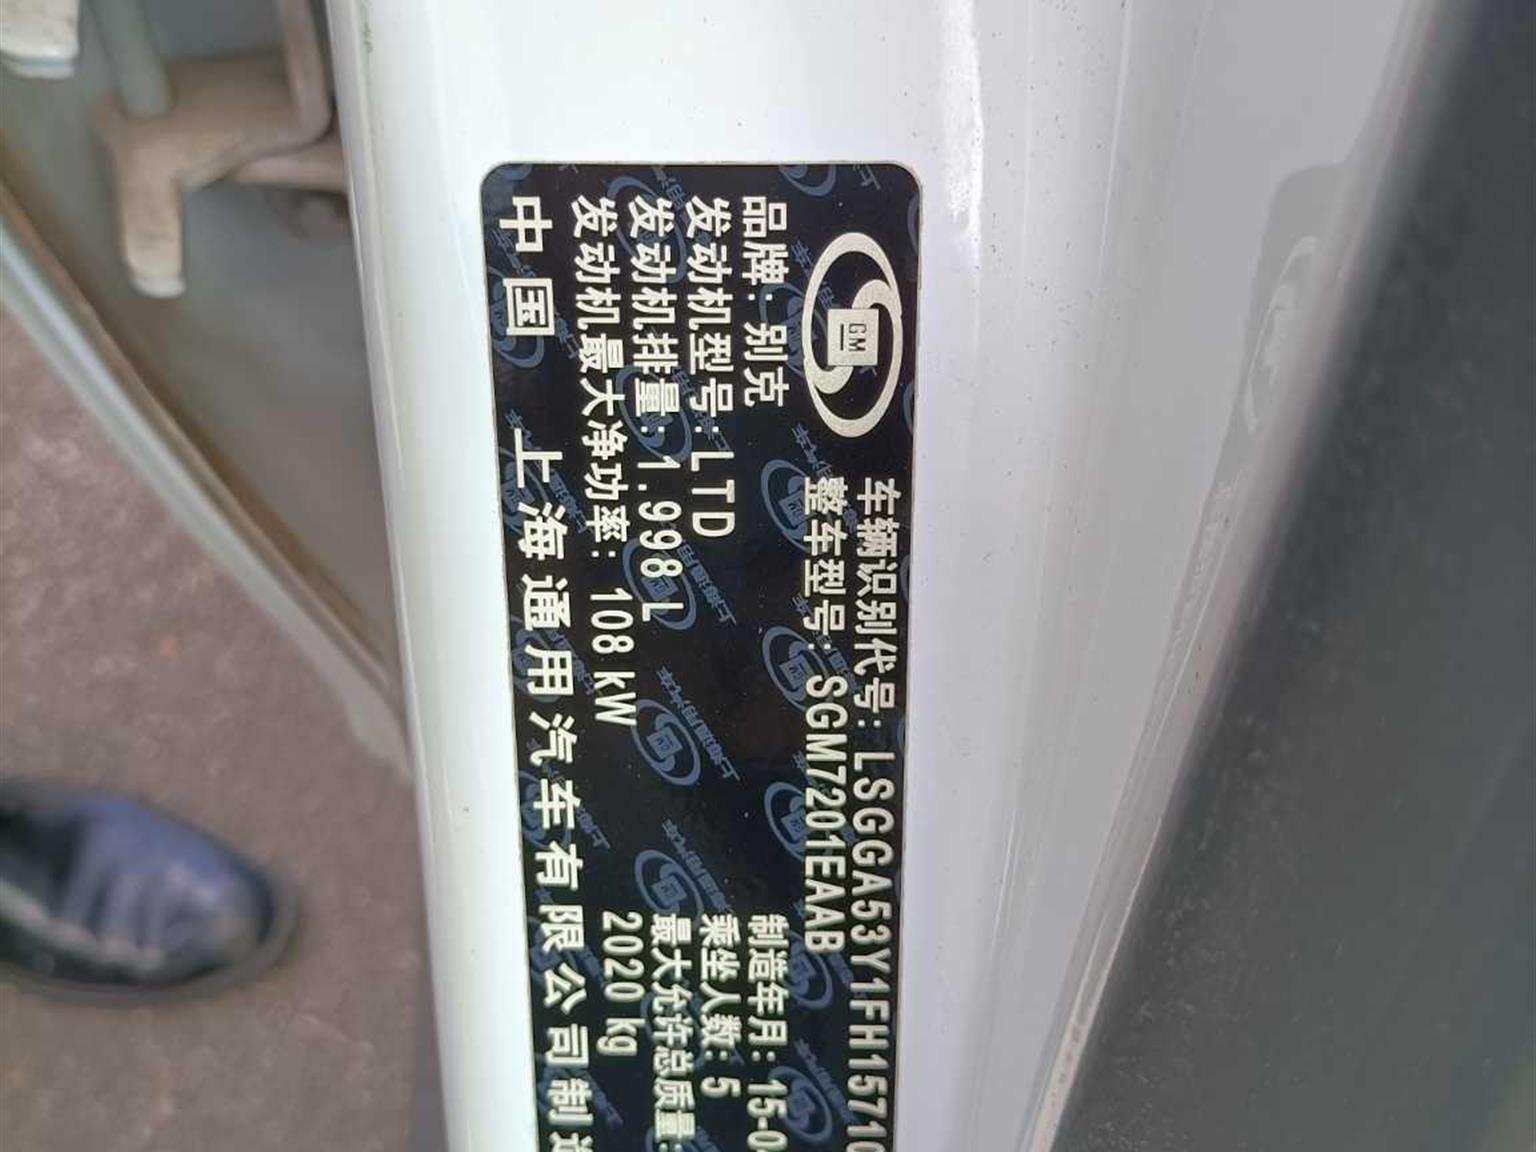 GM
车辆识别代号: LSGGA53Y1FH15710
整车型号: SGM7201EAAB
品牌: 别克
制造年月: 15-0
发动机型号: LTD
乘坐人数: 5
发动机排量: 1.998 L
最大允许总质量:
发动机最大净功率: 108 kW
2020 kg
中国 上海通用汽车有限公司制造